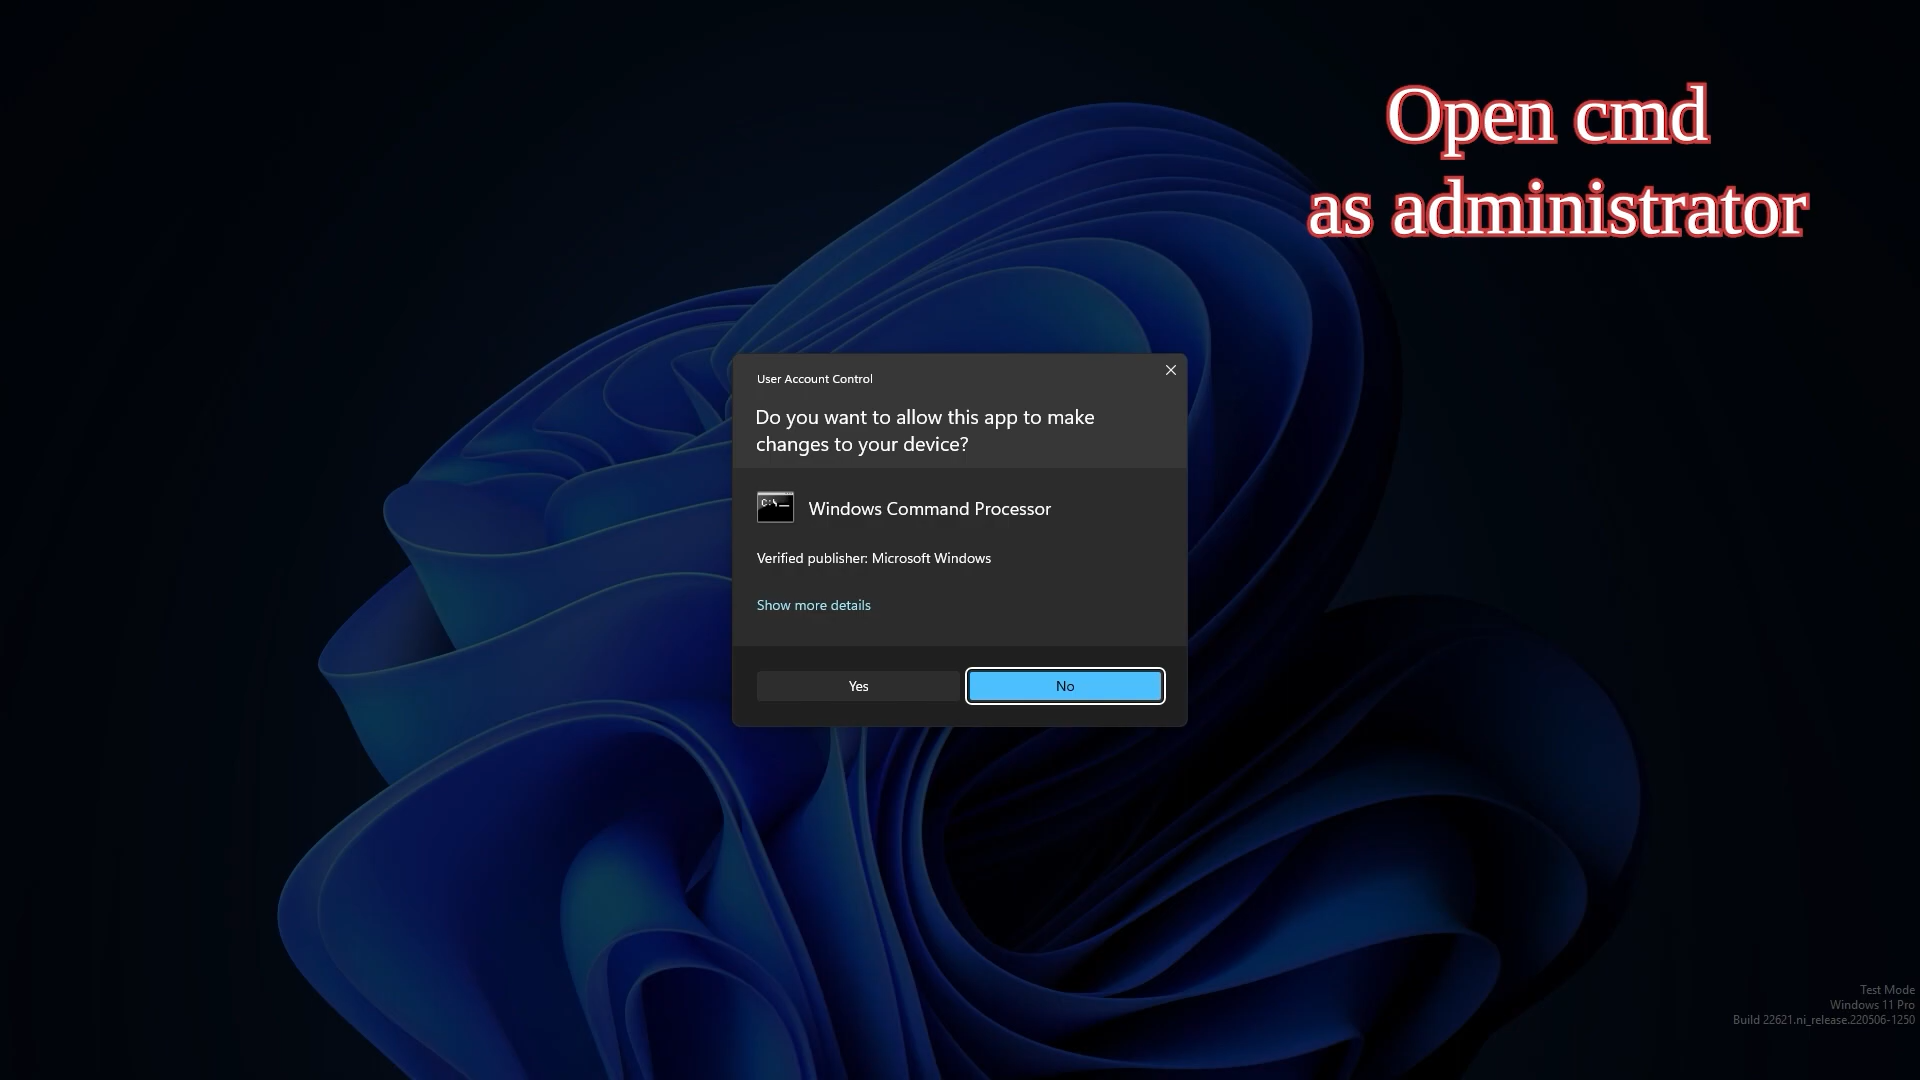 Open cmd
as administrator
User Account Control
Do you want to allow this app to make
changes to your device?
C:\
Windows Command Processor
Verified publisher: Microsoft Windows
Show more details
Yes
No
Test Mode
Windows 11 Pro
Build 22621.ni_release.220506-1250